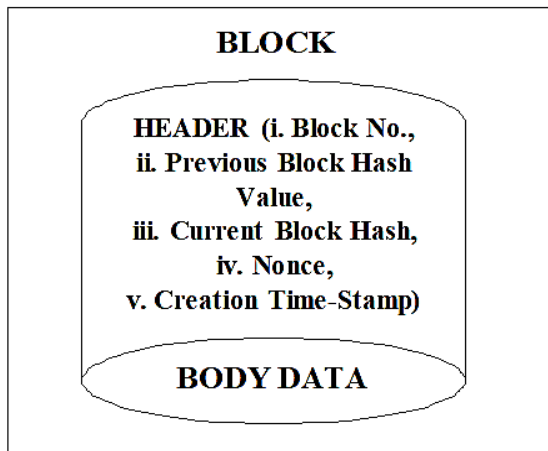 BLOCK
HEADER (i. Block No.,
ii. Previous Block Hash
Value,
iii. Current Block Hash,
iv. Nonce,
v. Creation Time-Stamp)
BODY DATA